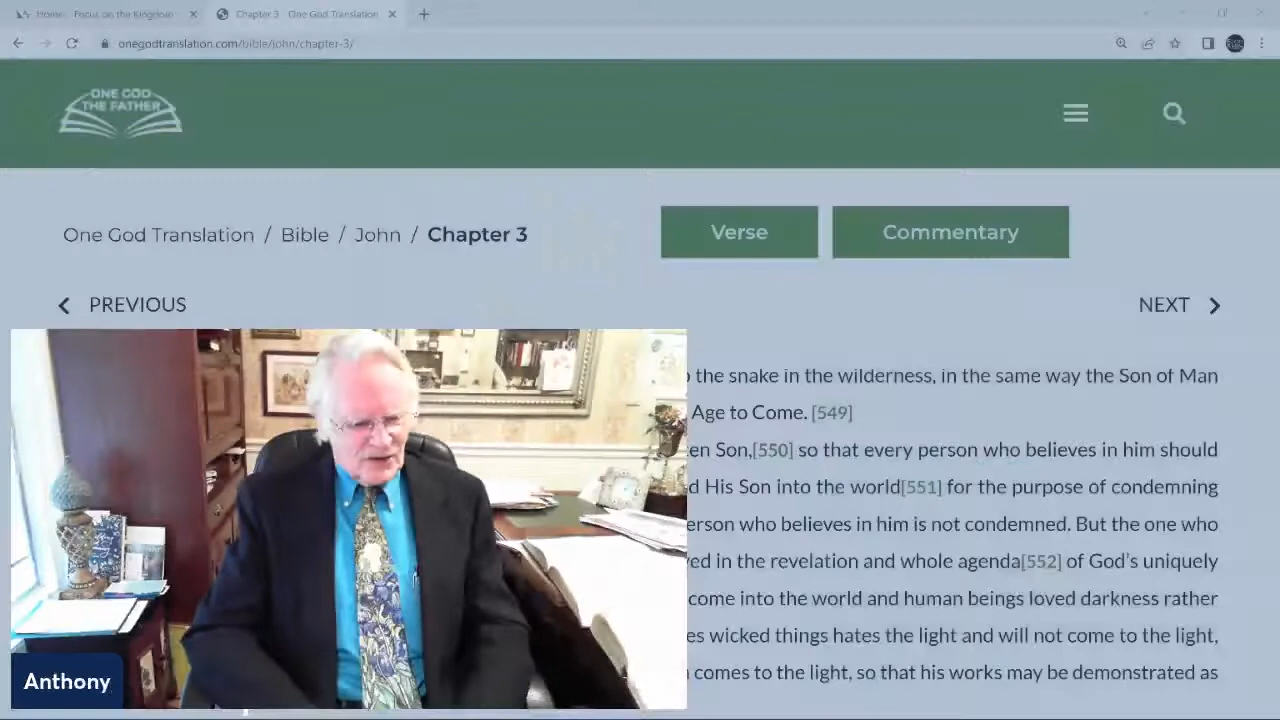 Home - Focus on the Kingdom
Chapter 3 - One God Translation
onegodtranslation.com/bible/john/chapter-3/
ONE GOD
THE FATHER
One God Translation / Bible / John / Chapter 3
Verse
Commentary
PREVIOUS
NEXT
the snake in the wilderness, in the same way the Son of Man
Age to Come. [549]
Son,[550] so that every person who believes in him should
His Son into the world[551] for the purpose of condemning
who believes in him is not condemned. But the one who
in the revelation and whole agenda[552] of God's uniquely
come into the world and human beings loved darkness rather
wicked things hates the light and will not come to the light,
comes to the light, so that his works may be demonstrated as
Anthony